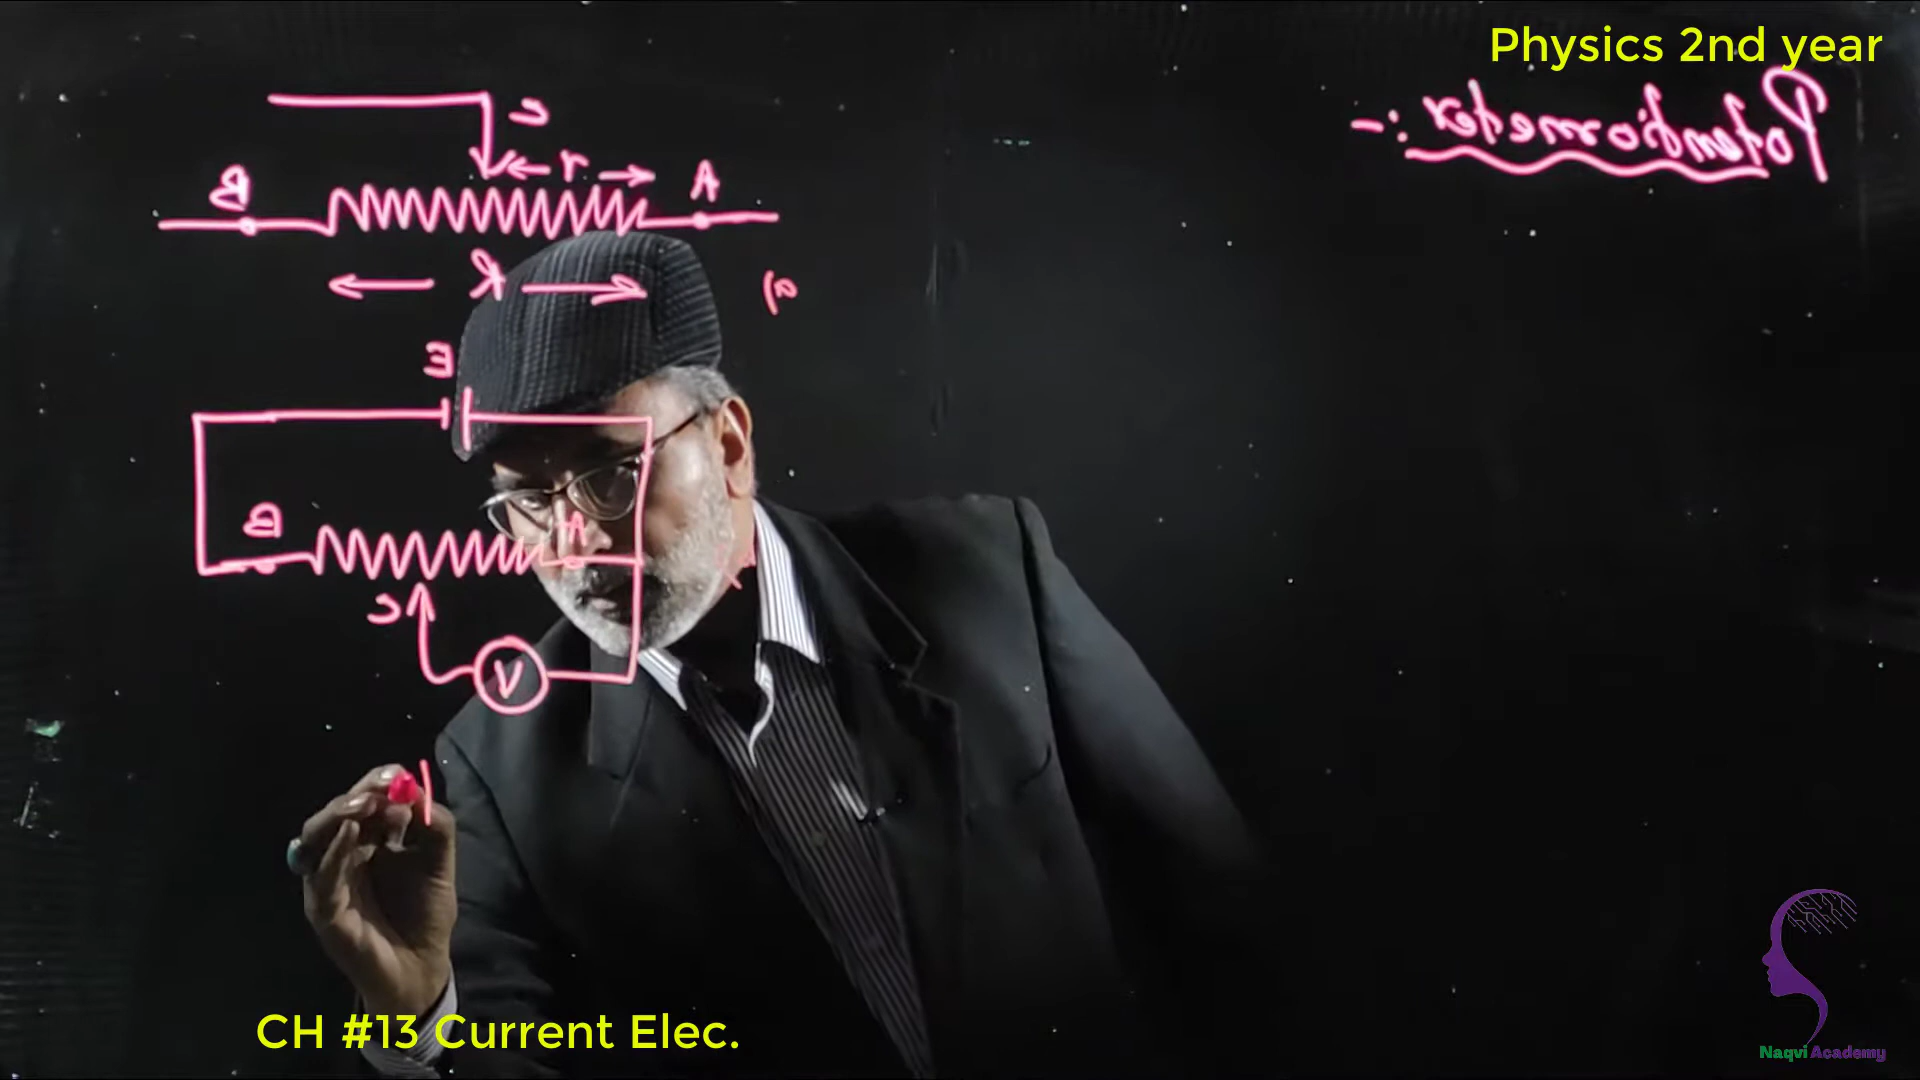 Physics 2nd year
Potentiometer :-
C
r
B
A
R
a)
E
B
A
C
V
CH #13 Current Elec.
Naqvi Academy